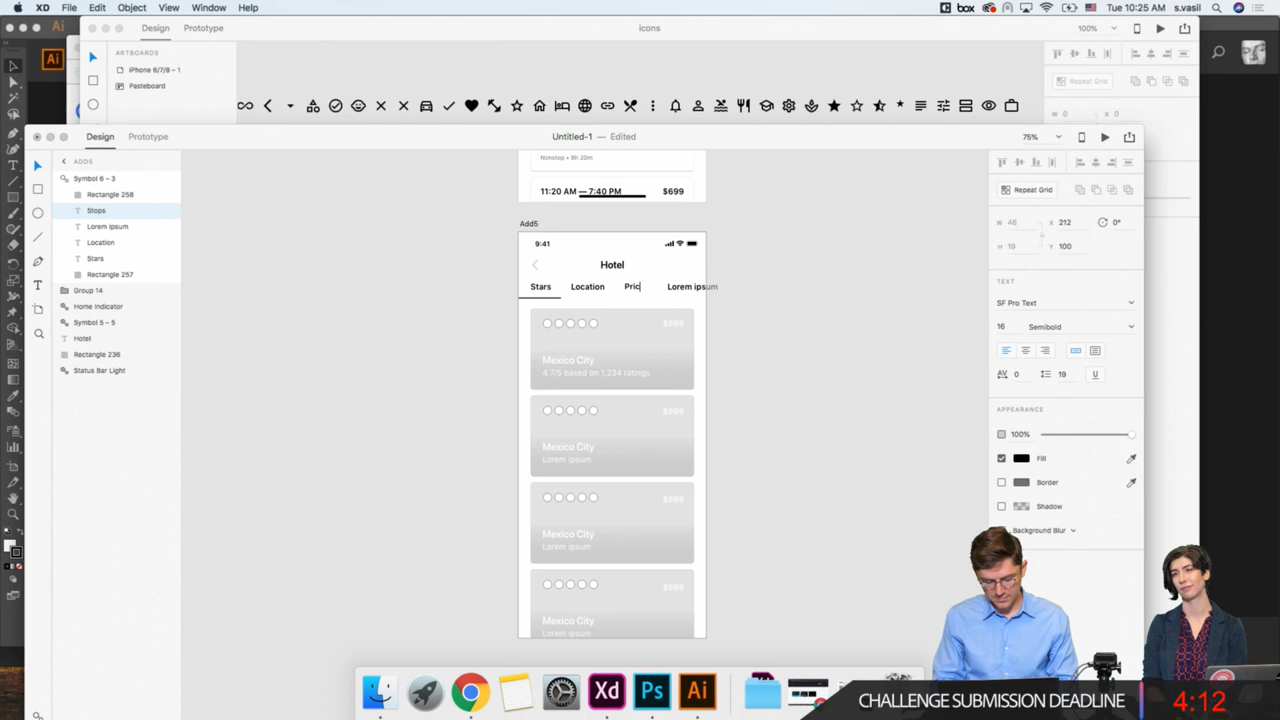 XD File Edit Object View Window Help
box Tue 10:25 AM s.vasil
Ai Design Prototype icons 100%
Ai
ARTBOARDS
iPhone 6/7/8 – 1
Pasteboard
Repeat Grid
W 0 X 0
Design Prototype Untitled-1 — Edited 75%
ADD5
Symbol 6 – 3
Rectangle 258
Stops
Lorem ipsum
Location
Stars
Rectangle 257
Group 14
Home Indicator
Symbol 5 – 5
Hotel
Rectangle 236
Status Bar Light
Nonstop • 8h 20m
11:20 AM — 7:40 PM $699
Add5
9:41
Hotel
Stars Location Pric Lorem ipsum
$699
Mexico City
4.7/5 based on 1,234 ratings
$699
Mexico City
Lorem ipsum
$699
Mexico City
Lorem ipsum
$699
Mexico City
Lorem ipsum
Repeat Grid
W 46 X 212 0°
H 19 Y 100
TEXT
SF Pro Text
16 Semibold
AV 0 19 U
APPEARANCE
100%
Fill
Border
Shadow
Background Blur
Xd Ps Ai
CHALLENGE SUBMISSION DEADLINE 4:12